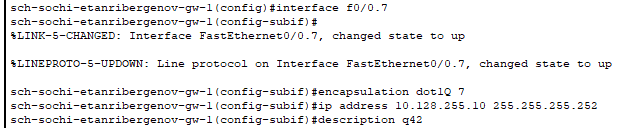 sch-sochi-etanribergenov-gw-1(config)#interface f0/0.7
sch-sochi-etanribergenov-gw-1(config-subif)#
%LINK-5-CHANGED: Interface FastEthernet0/0.7, changed state to up
%LINEPROTO-5-UPDOWN: Line protocol on Interface FastEthernet0/0.7, changed state to up
sch-sochi-etanribergenov-gw-1(config-subif)#encapsulation dot1Q 7
sch-sochi-etanribergenov-gw-1(config-subif)#ip address 10.128.255.10 255.255.255.252
sch-sochi-etanribergenov-gw-1(config-subif)#description q42